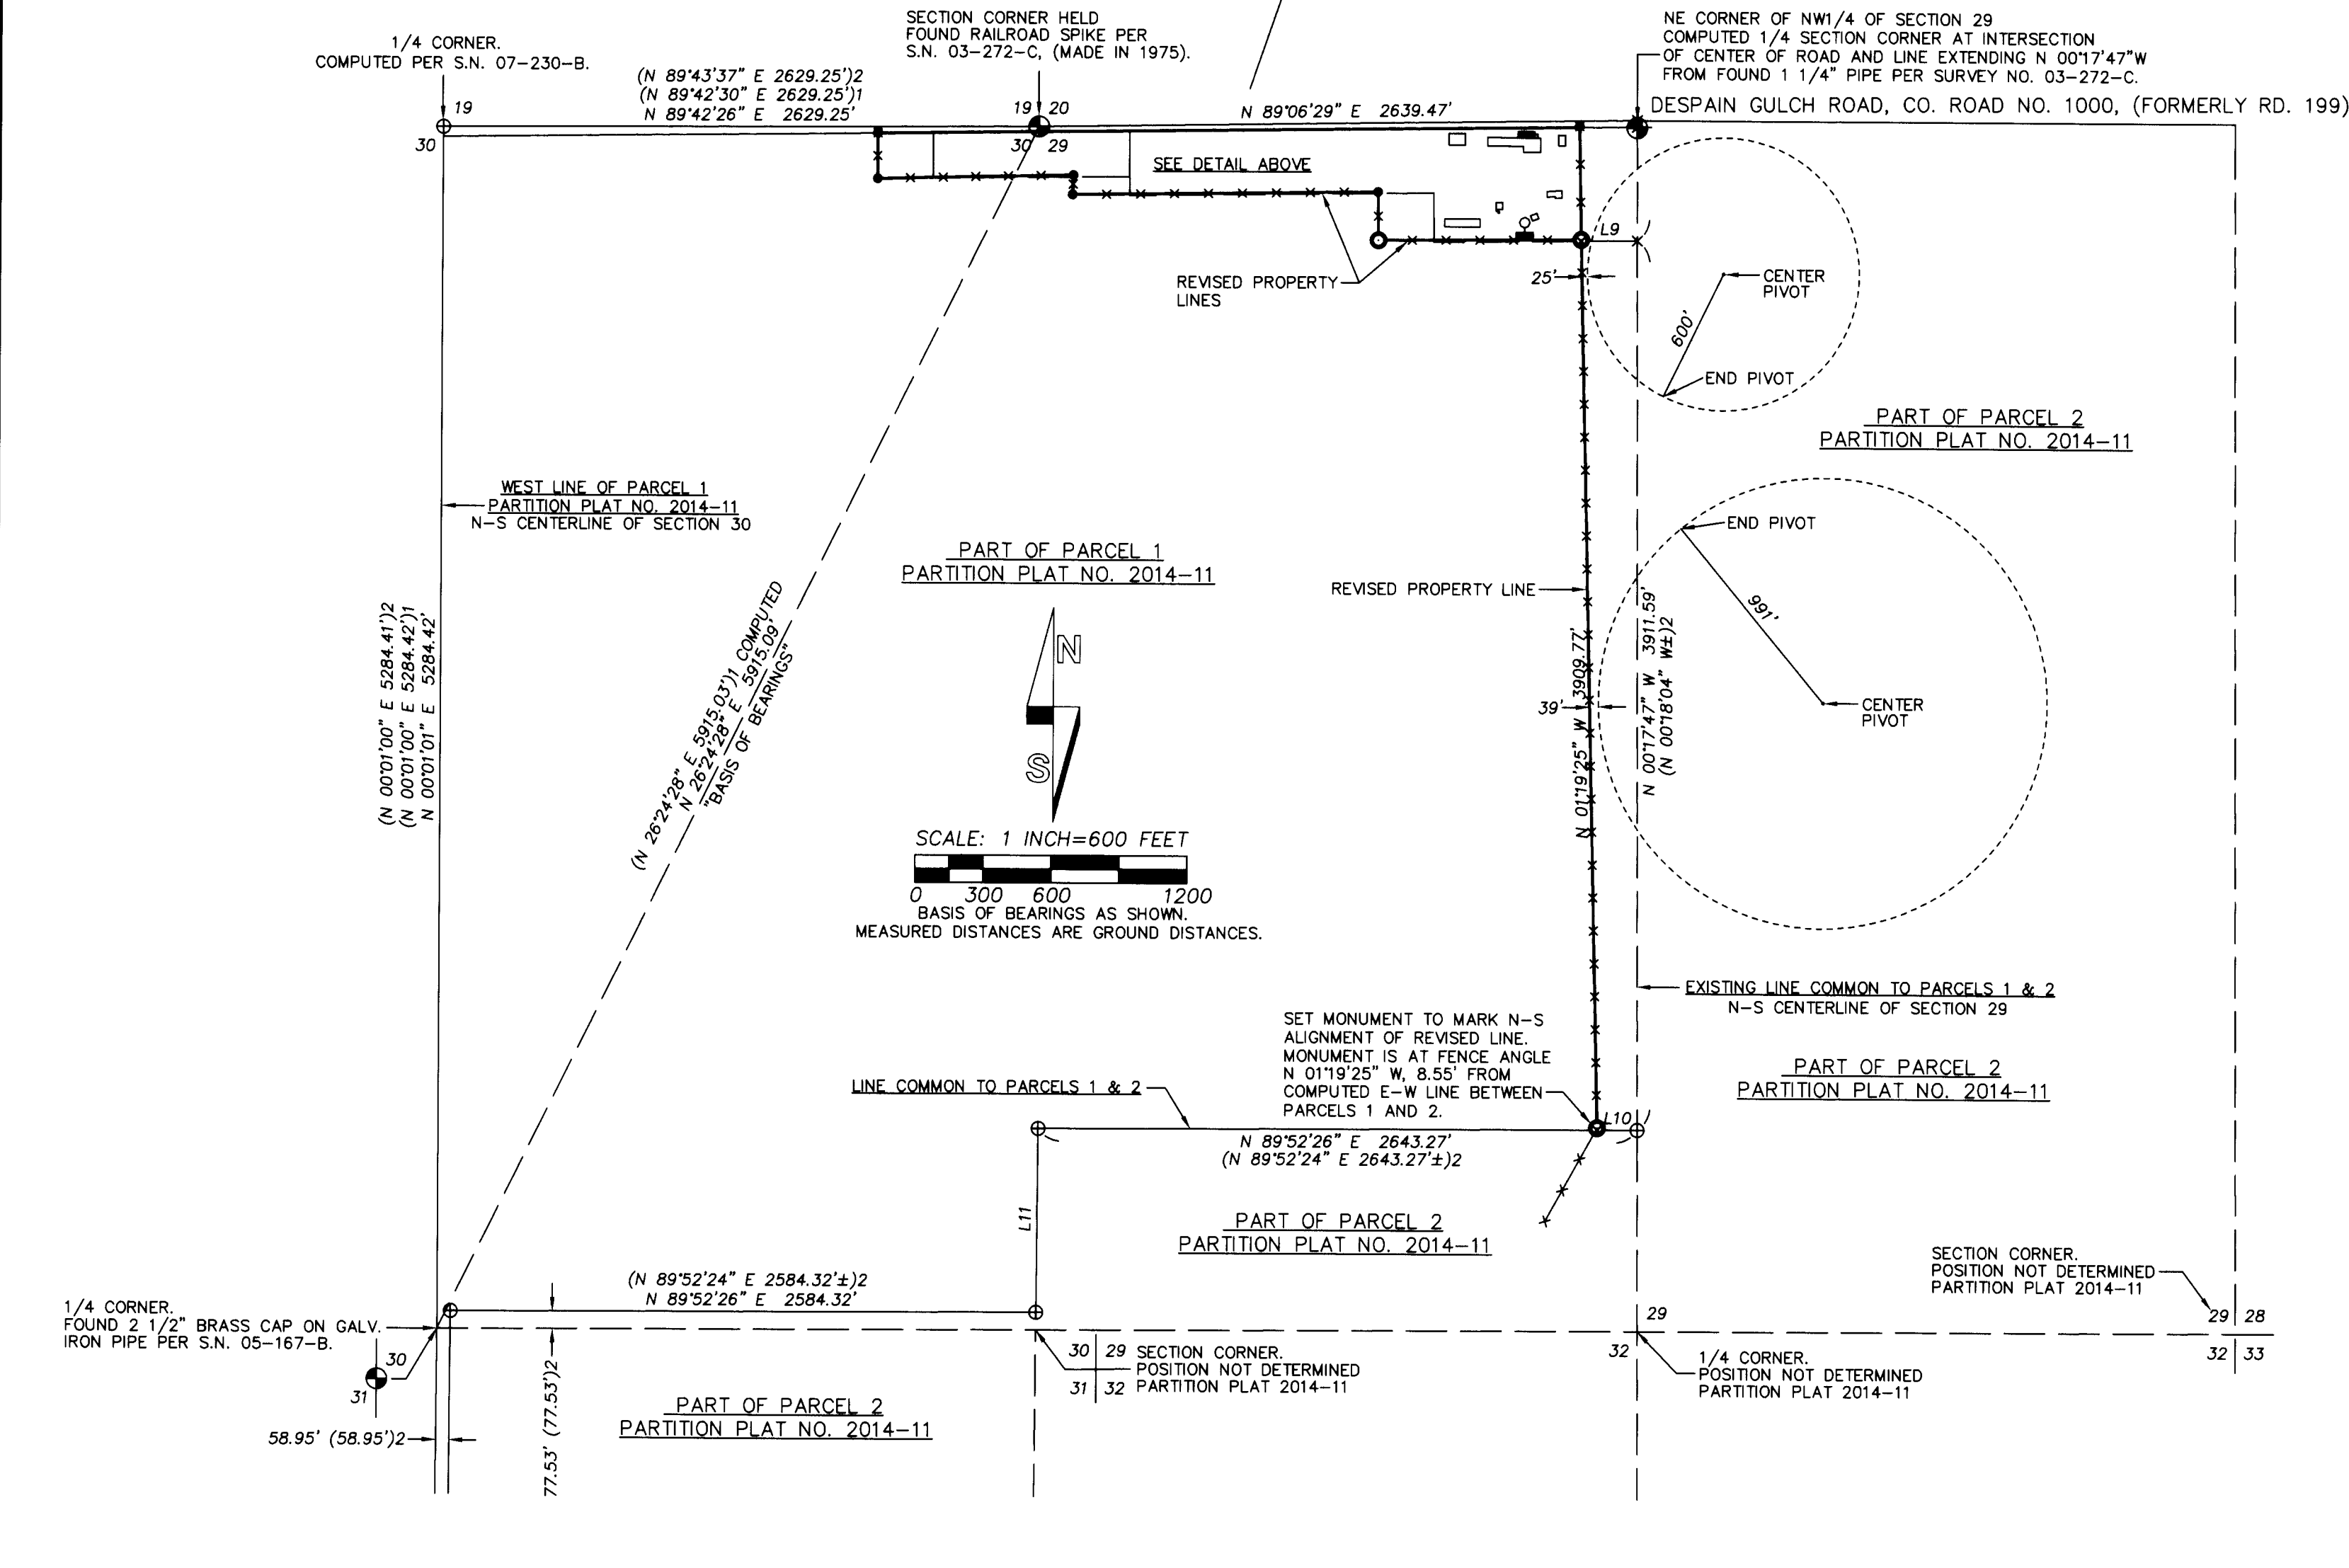 1/4 CORNER.
COMPUTED PER S.N. 07-230-B.
SECTION CORNER HELD
FOUND RAILROAD SPIKE PER
S.N. 03-272-C, (MADE IN 1975).
NE CORNER OF NW1/4 OF SECTION 29
COMPUTED 1/4 SECTION CORNER AT INTERSECTION
OF CENTER OF ROAD AND LINE EXTENDING N 00°17'47"W
FROM FOUND 1 1/4" PIPE PER SURVEY NO. 03-272-C.
(N 89°43'37" E 2629.25')2
(N 89°42'30" E 2629.25')1
N 89°42'26" E 2629.25'
19
30
19 20
30 29
N 89°06'29" E 2639.47'
DESPAIN GULCH ROAD, CO. ROAD NO. 1000, (FORMERLY RD. 199)
SEE DETAIL ABOVE
L9
REVISED PROPERTY
LINES
25'
CENTER
PIVOT
600'
END PIVOT
PART OF PARCEL 2
PARTITION PLAT NO. 2014-11
WEST LINE OF PARCEL 1
PARTITION PLAT NO. 2014-11
N-S CENTERLINE OF SECTION 30
PART OF PARCEL 1
PARTITION PLAT NO. 2014-11
END PIVOT
991'
CENTER
PIVOT
REVISED PROPERTY LINE
39'
N 01°19'25" W 3909.77'
N 00°17'47" W 3911.59'
(N 00°18'04" W±)2
(N 00°01'00" E 5284.41')2
(N 00°01'00" E 5284.42')1
N 00°01'01" E 5284.42'
(N 26°24'28" E 5915.03')1 COMPUTED
N 26°24'28" E 5915.09'
"BASIS OF BEARINGS"
N
S
SCALE: 1 INCH=600 FEET
0 300 600 1200
BASIS OF BEARINGS AS SHOWN.
MEASURED DISTANCES ARE GROUND DISTANCES.
EXISTING LINE COMMON TO PARCELS 1 & 2
N-S CENTERLINE OF SECTION 29
SET MONUMENT TO MARK N-S
ALIGNMENT OF REVISED LINE.
MONUMENT IS AT FENCE ANGLE
N 01°19'25" W, 8.55' FROM
COMPUTED E-W LINE BETWEEN
PARCELS 1 AND 2.
LINE COMMON TO PARCELS 1 & 2
L10
PART OF PARCEL 2
PARTITION PLAT NO. 2014-11
N 89°52'26" E 2643.27'
(N 89°52'24" E 2643.27'±)2
L11
PART OF PARCEL 2
PARTITION PLAT NO. 2014-11
(N 89°52'24" E 2584.32'±)2
N 89°52'26" E 2584.32'
SECTION CORNER.
POSITION NOT DETERMINED
PARTITION PLAT 2014-11
29 28
32 33
1/4 CORNER.
FOUND 2 1/2" BRASS CAP ON GALV.
IRON PIPE PER S.N. 05-167-B.
30
31
58.95' (58.95')2
77.53' (77.53')2
30 29 SECTION CORNER.
POSITION NOT DETERMINED
31 32 PARTITION PLAT 2014-11
29
32
1/4 CORNER.
POSITION NOT DETERMINED
PARTITION PLAT 2014-11
PART OF PARCEL 2
PARTITION PLAT NO. 2014-11